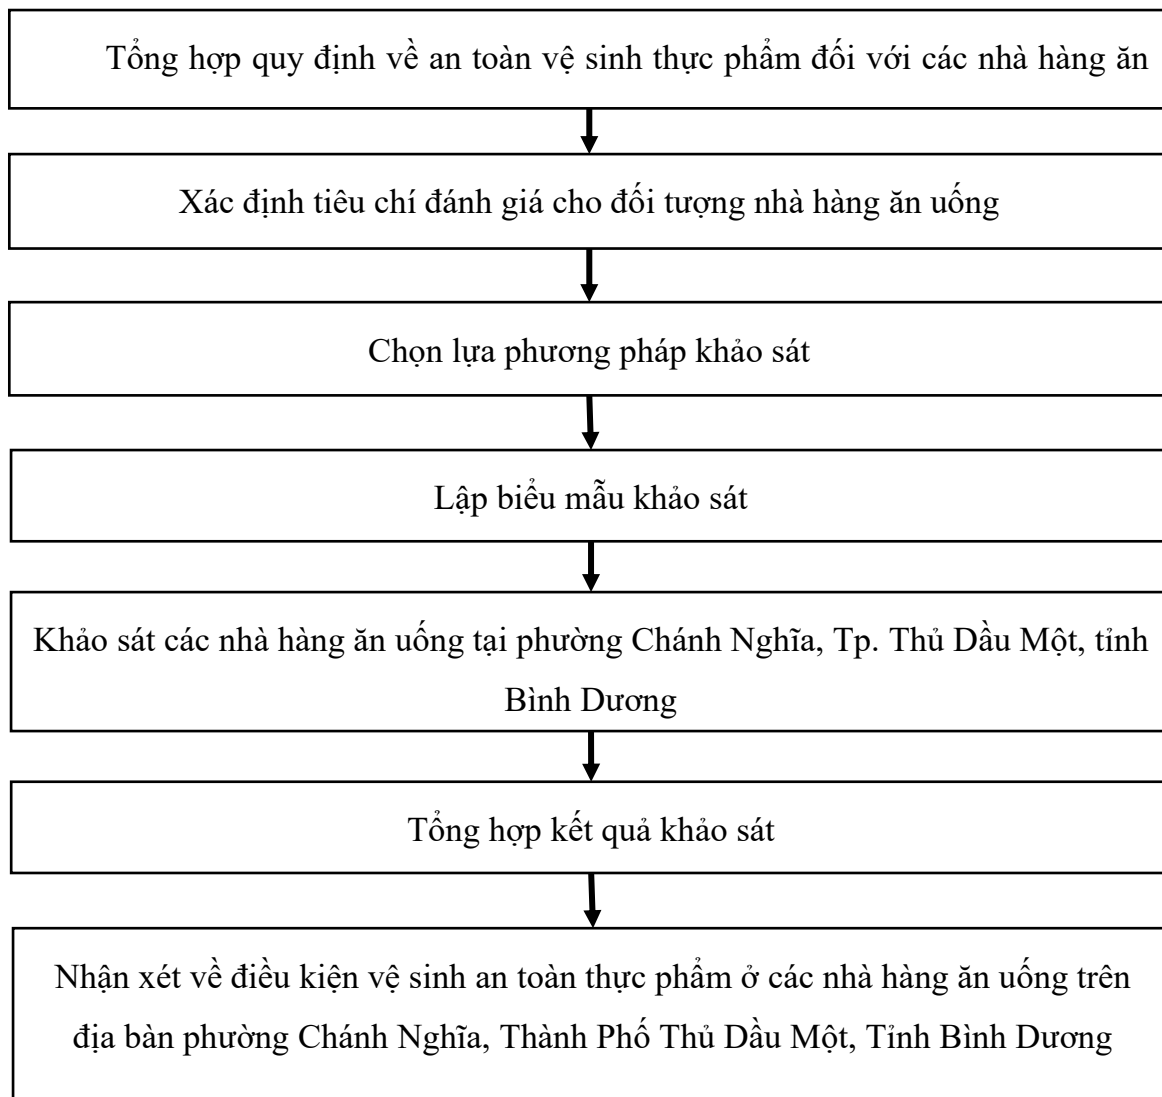 Tổng hợp quy định về an toàn vệ sinh thực phẩm đối với các nhà hàng ăn
Xác định tiêu chí đánh giá cho đối tượng nhà hàng ăn uống
Chọn lựa phương pháp khảo sát
Lập biểu mẫu khảo sát
Khảo sát các nhà hàng ăn uống tại phường Chánh Nghĩa, Tp. Thủ Dầu Một, tỉnh
Bình Dương
Tổng hợp kết quả khảo sát
Nhận xét về điều kiện vệ sinh an toàn thực phẩm ở các nhà hàng ăn uống trên
địa bàn phường Chánh Nghĩa, Thành Phố Thủ Dầu Một, Tỉnh Bình Dương